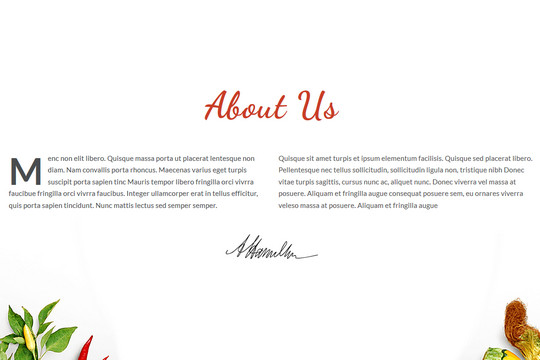 About Us
Menc non elit libero. Quisque massa porta ut placerat lentesque non
diam. Nam convallis porta rhoncus. Maecenas varius eget turpis
suscipit porta sapien tinc Mauris tempor libero fringilla orci vivrra
faucibue fringilla orci vivrra faucibus. Integer ullamcorper erat in tellus efficitur,
quis porta sapien tincidunt. Nunc mattis lectus sed semper semper.
Quisque sit amet turpis et ipsum elementum facilisis. Quisque sed placerat libero.
Pellentesque nec tellus sollicitudin, sollicitudin ligula non, tristique nibh Donec
vitae turpis sagittis, cursus nunc ac, aliquet nunc. Donec viverra vel massa at
posuere. Aliquam et fringilla augue consequat posuere sem, eu ornares viverra
veleso massa at posuere. Aliquam et fringilla augue